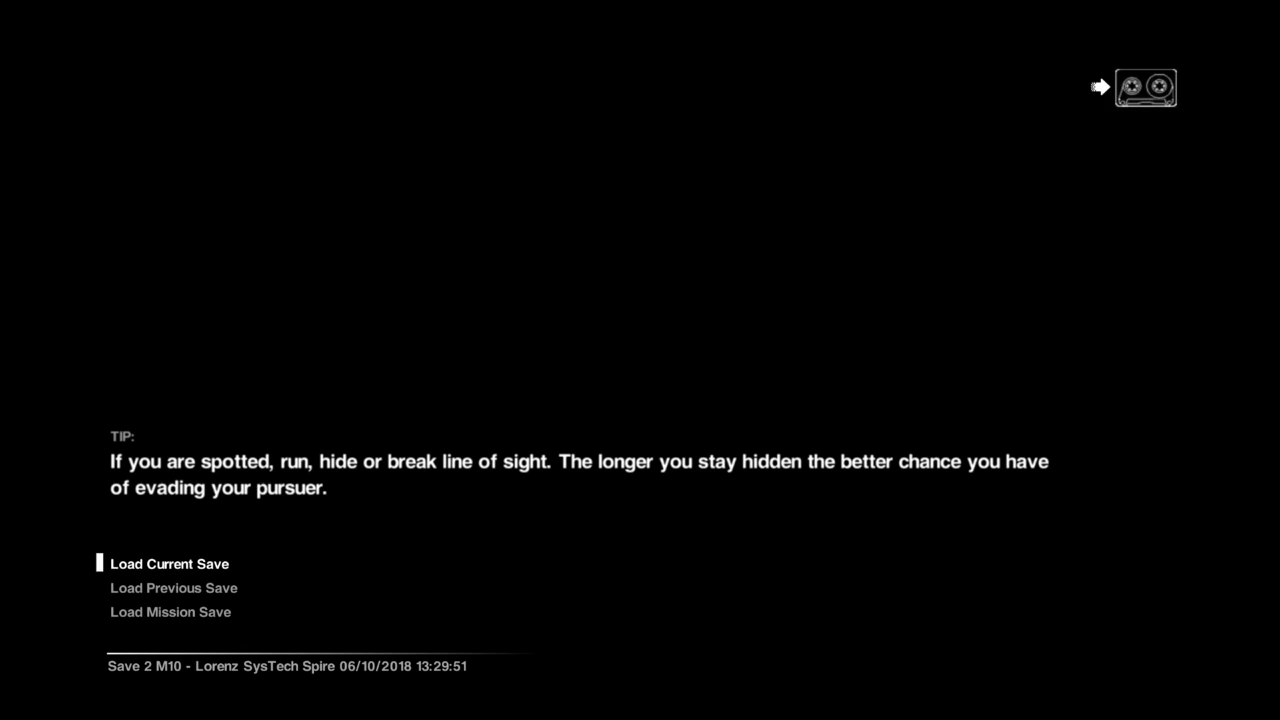 TIP:
If you are spotted, run, hide or break line of sight. The longer you stay hidden the better chance you have
of evading your pursuer.
Load Current Save
Load Previous Save
Load Mission Save
Save 2 M10 - Lorenz SysTech Spire 06/10/2018 13:29:51